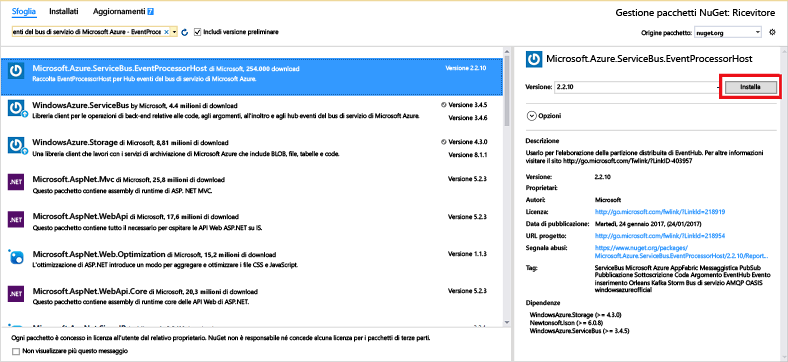 Sfoglia Installati Aggiornamenti 7
Gestione pacchetti NuGet: Ricevitore
enti del bus di servizio di Microsoft Azure - EventProce
Includi versione preliminare
Origine pacchetto: nuget.org
Microsoft.Azure.ServiceBus.EventProcessorHost di Microsoft, 254.000 download
Versione 2.2.10
Raccolta EventProcessorHost per Hub eventi del bus di servizio di Microsoft Azure.
WindowsAzure.ServiceBus by Microsoft, 4.4 milioni di download
Versione 3.4.5
Librerie client per le operazioni di back-end relative alle code, agli argomenti, all'inoltro e agli hub eventi del bus di servizio di Microsoft Azure.
Versione 3.4.6
WindowsAzure.Storage di Microsoft, 8,81 milioni di download
Versione 4.3.0
Una libreria client che lavori con i servizi di archiviazione di Microsoft Azure che include BLOB, file, tabelle e code.
Versione 8.1.1
.NET
Microsoft.AspNet.Mvc di Microsoft, 25,8 milioni di download
Versione 5.2.3
Questo pacchetto contiene assembly di runtime di ASP. NET MVC.
.NET
Microsoft.AspNet.WebApi di Microsoft, 17,6 milioni di download
Versione 5.2.3
Questo pacchetto contiene tutto il necessario per capitare le API Web ASP.NET su IS.
Microsoft.AspNet.Web.Optimization di Microsoft, 15,2 milioni di download
Versione 1.1.3
L'ottimizzazione di ASP.NET introduce un modo per aggregare e ottimizzare i file CSS e JavaScript.
.NET
Microsoft.AspNet.WebApi.Core di Microsoft, 20,3 milioni di download
Versione 5.2.3
Questo pacchetto contiene assembly di runtime core delle API Web di ASP.NET.
Ogni pacchetto è concesso in licenza all'utente dal relativo proprietario. NuGet non è responsabile né concede alcuna licenza per i pacchetti di terze parti.
Non visualizzare più questo messaggio
Microsoft.Azure.ServiceBus.EventProcessorHost
Versione: 2.2.10
Installa
Opzioni
Descrizione
Usarlo per l'elaborazione della partizione distribuita di EventHub. Per altre informazioni
visitare il sito http://go.microsoft.com/fwlink/?LinkID-403957
Versione: 2.2.10
Proprietari:
Autori: Microsoft
Licenza: http://go.microsoft.com/fwlink/?LinkId=218919
Data di pubblicazione: Martedì, 24 gennaio 2017, (24/01/2017)
URL progetto: http://go.microsoft.com/fwlink/?LinkId=218954
Segnala abusi: https://www.nuget.org/packages/
Microsoft.Azure.ServiceBus.EventProcessorHost/2.2.10/Report...
Tag: ServiceBus Microsoft Azure AppFabric Messaggistica PubSub
Pubblicazione Sottoscrizione Coda Argomento EventHub Evento
inserimento Orleans Kafka Storm Bus di servizio AMQP OASIS
windowsazureofficial
Dipendenze
WindowsAzure.Storage (>= 4.3.0)
Newtonsoft.Json (>= 6.0.8)
WindowsAzure.ServiceBus (>= 3.4.5)